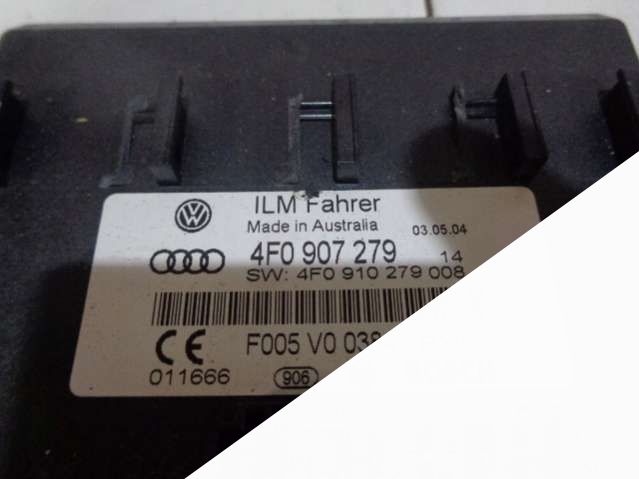 ILM Fahrer
Made in Australia 03.05.04
4F0 907 279 14
SW: 4F0 910 279 008
CE F005 V0 03
011666 906